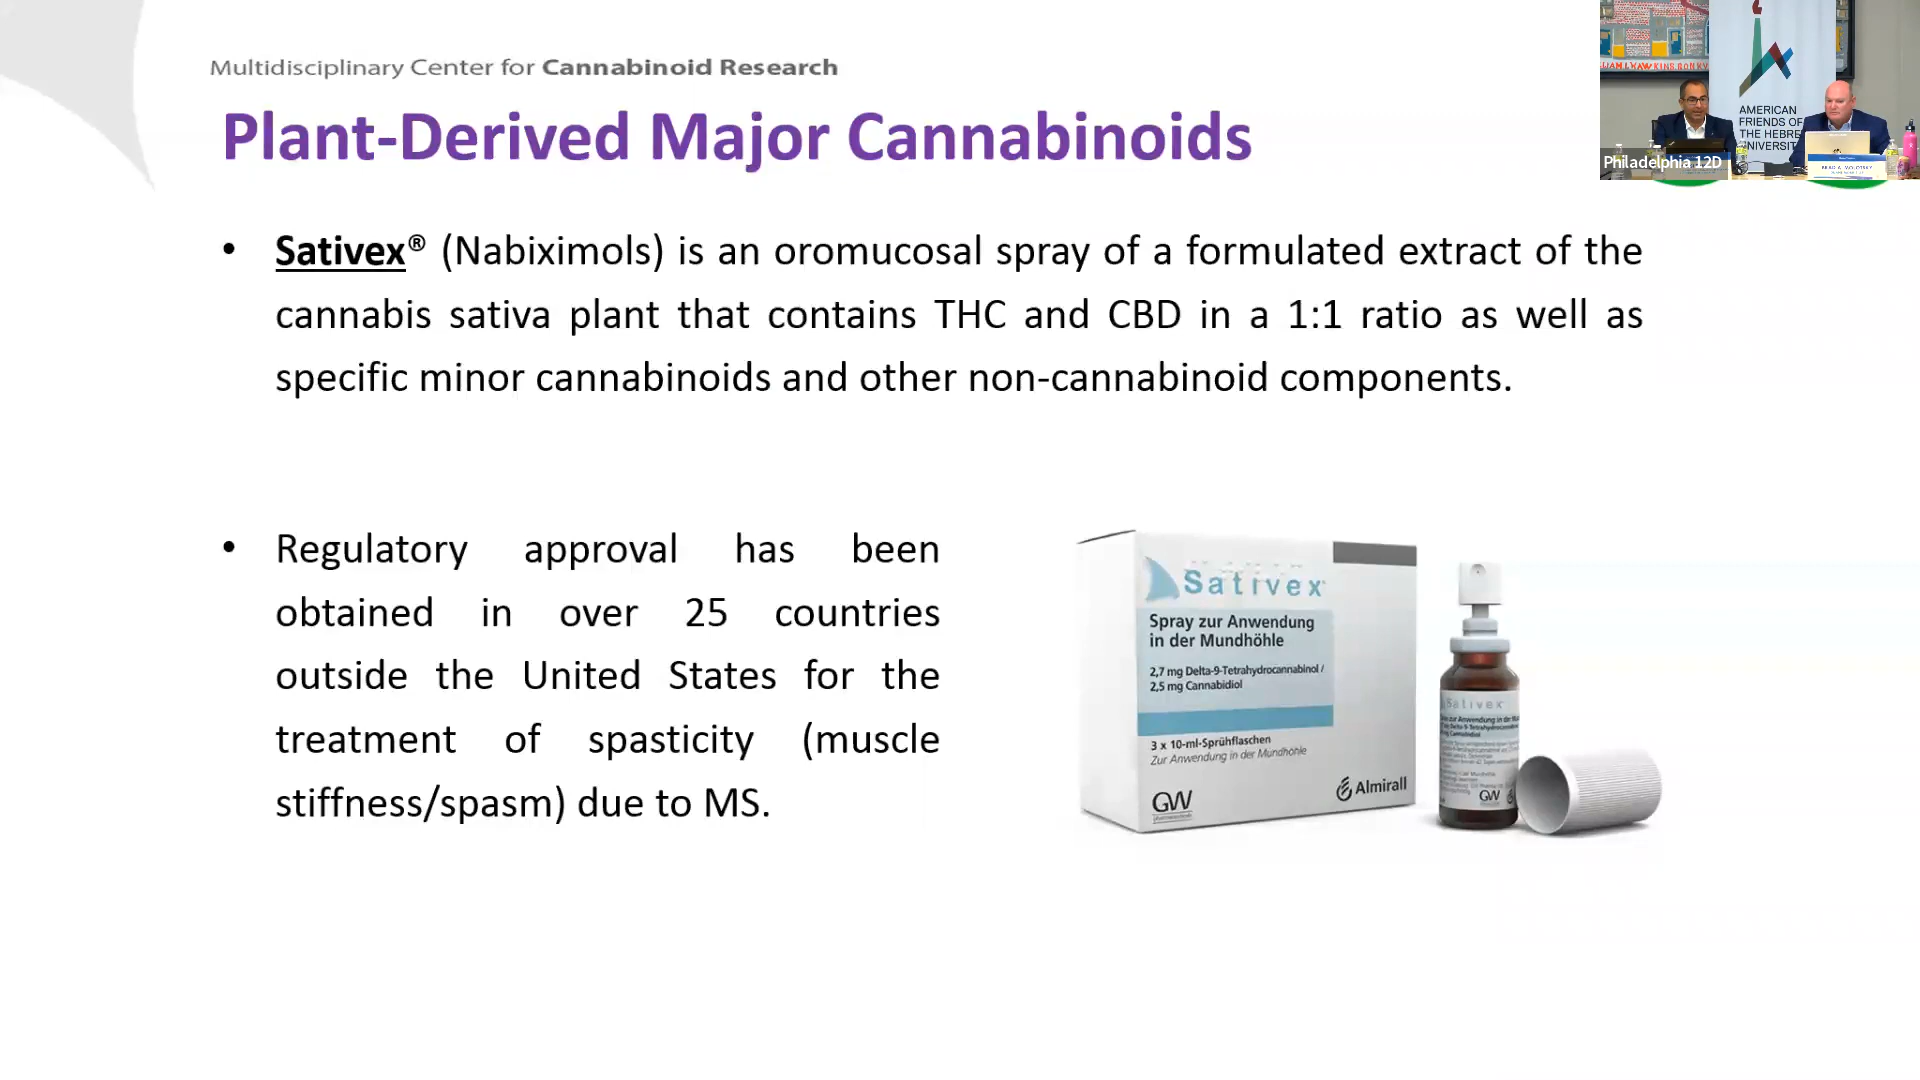 Multidisciplinary Center for Cannabinoid Research
Plant-Derived Major Cannabinoids
AMERICAN
FRIENDS OF
THE HEBRE
UNIVERSIT
Philadelphia 12D
• Sativex® (Nabiximols) is an oromucosal spray of a formulated extract of the
cannabis sativa plant that contains THC and CBD in a 1:1 ratio as well as
specific minor cannabinoids and other non-cannabinoid components.
• Regulatory approval has been
obtained in over 25 countries
outside the United States for the
treatment of spasticity (muscle
stiffness/spasm) due to MS.
Sativex
Spray zur Anwendung
in der Mundhöhle
2,7 mg Delta-9-Tetrahydrocannabinol /
2,5 mg Cannabidiol
3 x 10-ml-Sprühflaschen
Zur Anwendung in der Mundhöhle
GW
pharmaceuticals
Almirall
Sativex
GW